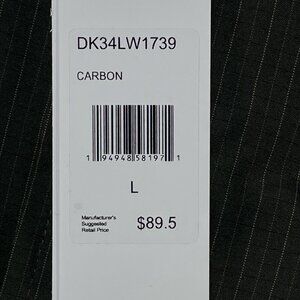 DK34LW1739
CARBON
1 94948 58197 1
L
Manufacturer's
Suggested
Retail Price
$89.5